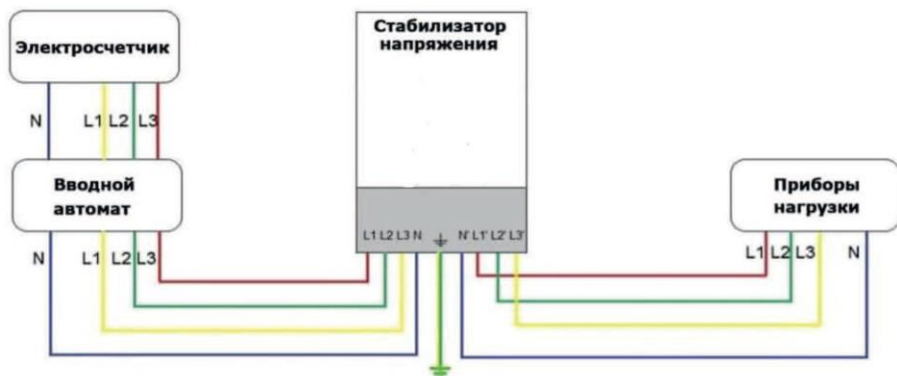 Электросчетчик
Стабилизатор
напряжения
N L1 L2 L3
Вводной
автомат
Приборы
нагрузки
L1 L2 L3 N N' L1' L2' L3'
N L1 L2 L3
L1 L2 L3 N